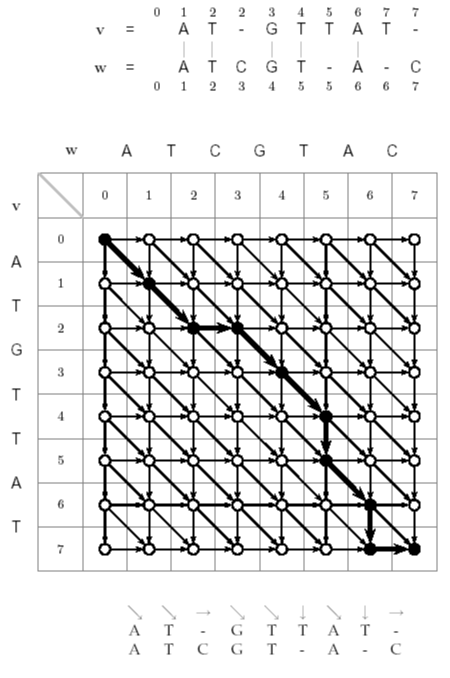 0 1 2 2 3 4 5 6 7 7
v = A T - G T T A T -
w = A T C G T - A - C
0 1 2 3 4 5 5 6 6 7
w A T C G T A C
v 0 1 2 3 4 5 6 7
0
A
1
T
2
G
3
T
4
T
5
A
6
T
7
↘ ↘ → ↘ ↘ ↓ ↘ ↓ →
A T - G T T A T -
A T C G T - A - C